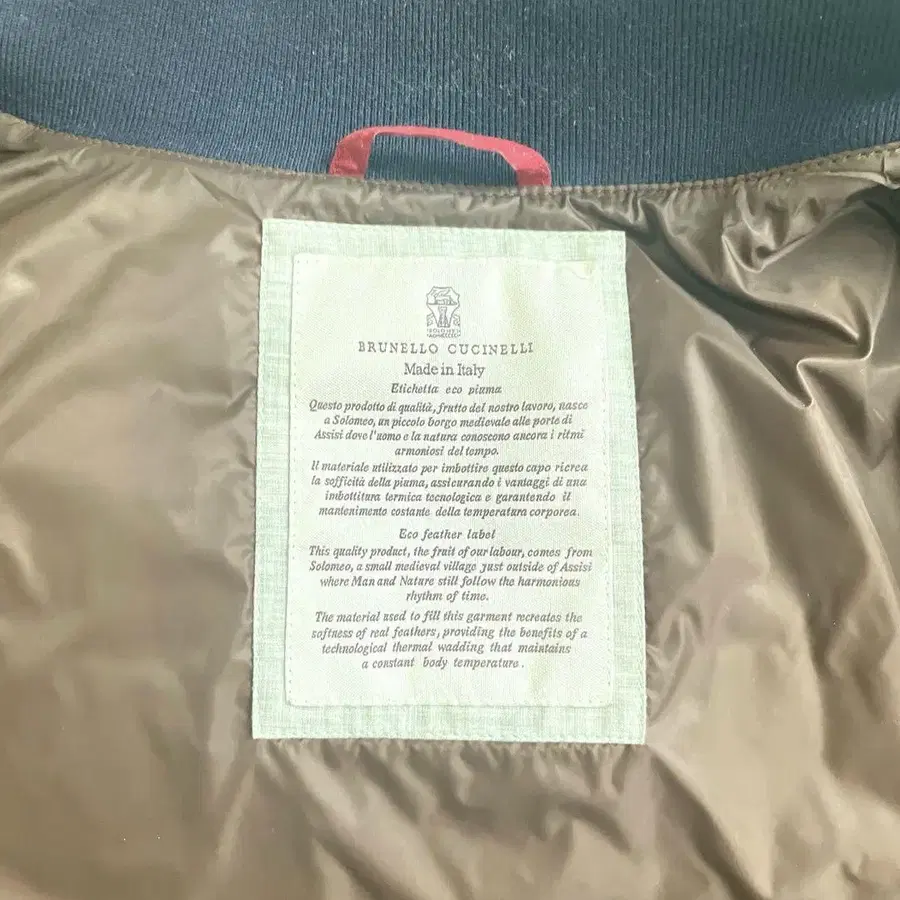 SOLOMEO
BRUNELLO CUCINELLI
Made in Italy
Etichetta eco piuma
Questo prodotto di qualità, frutto del nostro lavoro, nasce
a Solomeo, un piccolo borgo medievale alle porte di
Assisi dove l'uomo e la natura conoscono ancora i ritmi
armoniosi del tempo.
Il materiale utilizzato per imbottire questo capo ricrea
la sofficità della piuma, assicurando i vantaggi di una
imbottitura termica tecnologica e garantendo il
mantenimento costante della temperatura corporea.
Eco feather label
This quality product, the fruit of our labour, comes from
Solomeo, a small medieval village just outside of Assisi
where Man and Nature still follow the harmonious
rhythm of time.
The material used to fill this garment recreates the
softness of real feathers, providing the benefits of a
technological thermal wadding that maintains
a constant body temperature.